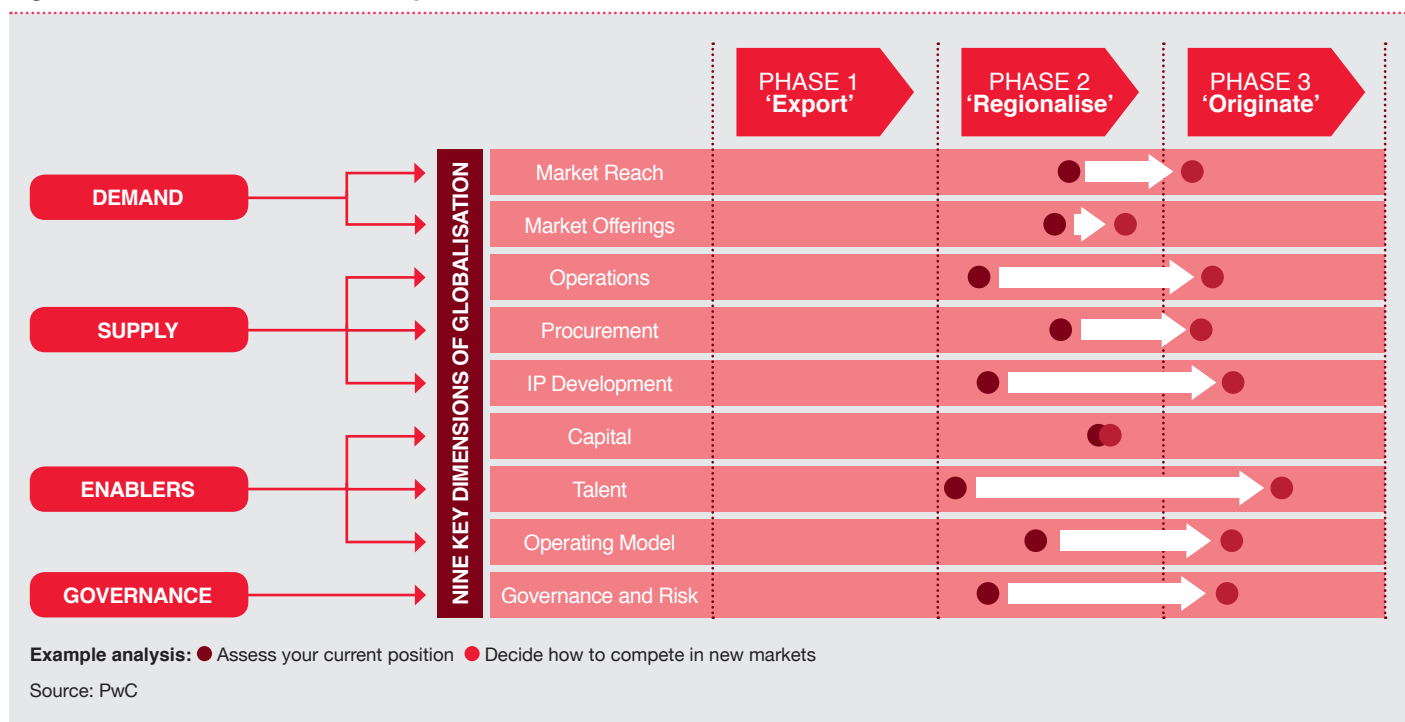 PHASE 1
‘Export’
PHASE 2
‘Regionalise’
PHASE 3
‘Originate’
DEMAND
SUPPLY
ENABLERS
GOVERNANCE
NINE KEY DIMENSIONS OF GLOBALISATION
Market Reach
Market Offerings
Operations
Procurement
IP Development
Capital
Talent
Operating Model
Governance and Risk
Example analysis: Assess your current position Decide how to compete in new markets
Source: PwC